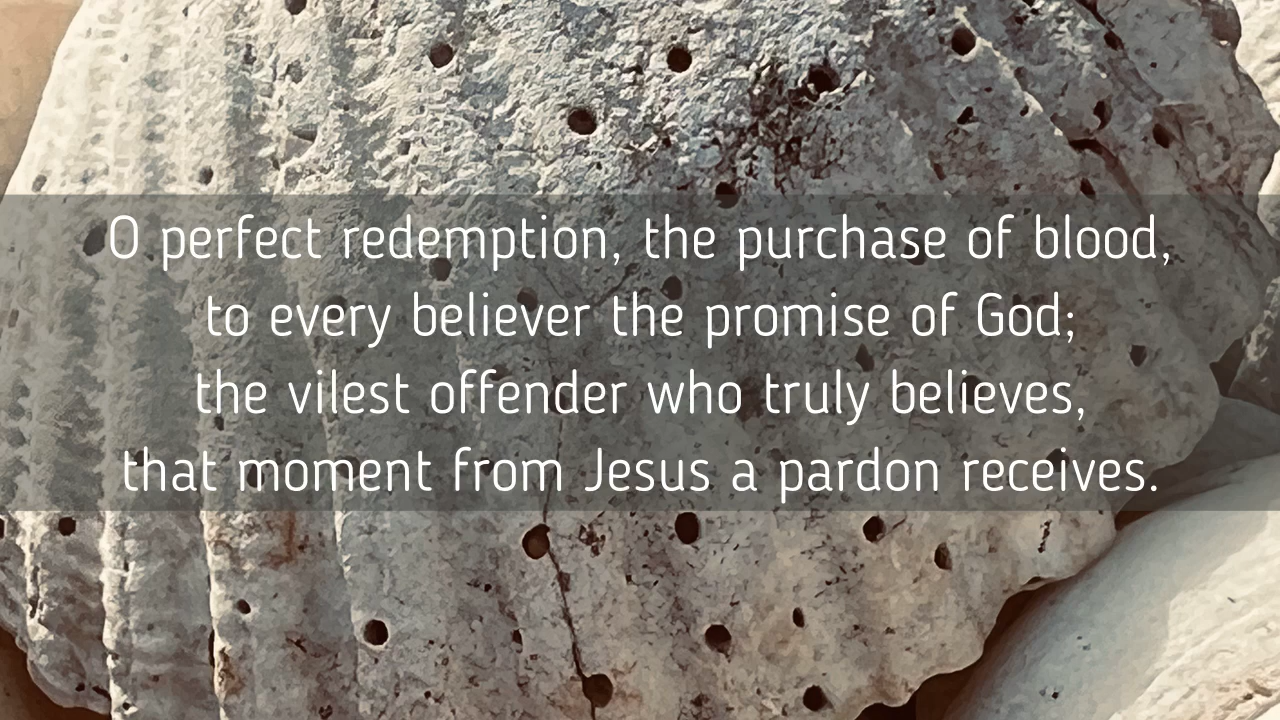 O perfect redemption, the purchase of blood,
to every believer the promise of God;
the vilest offender who truly believes,
that moment from Jesus a pardon receives.